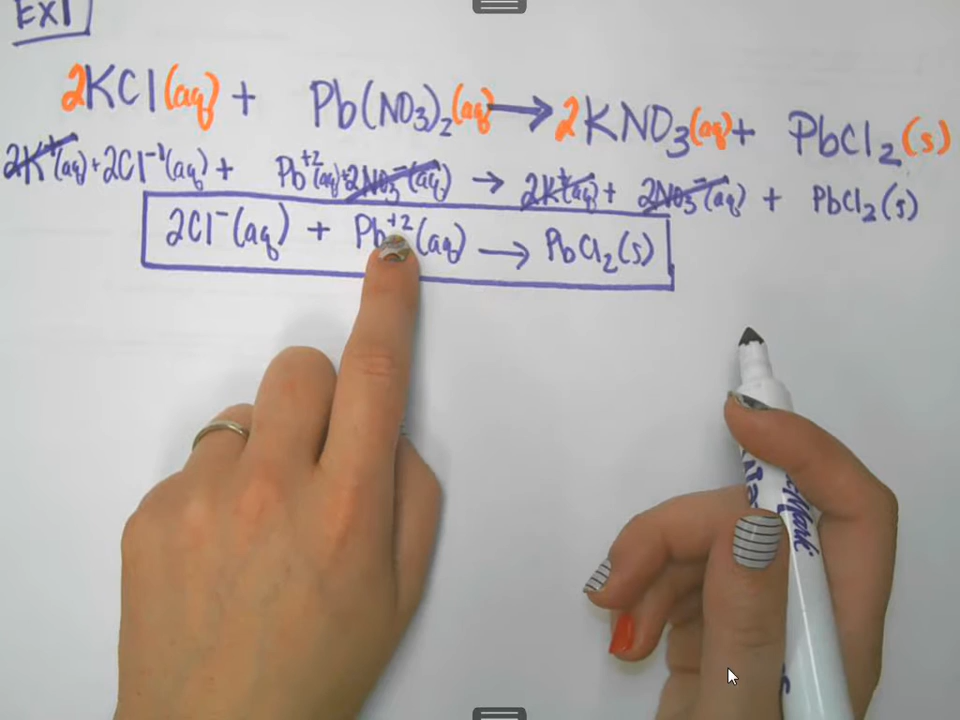 EX1
2KCl(aq) + Pb(NO₃)₂(aq) → 2KNO₃(aq) + PbCl₂(s)
2K⁺(aq) + 2Cl⁻¹(aq) + Pb⁺²(aq) + 2NO₃⁻(aq) → 2K⁺(aq) + 2NO₃⁻(aq) + PbCl₂(s)
2Cl⁻(aq) + Pb⁺²(aq) → PbCl₂(s)
Mark